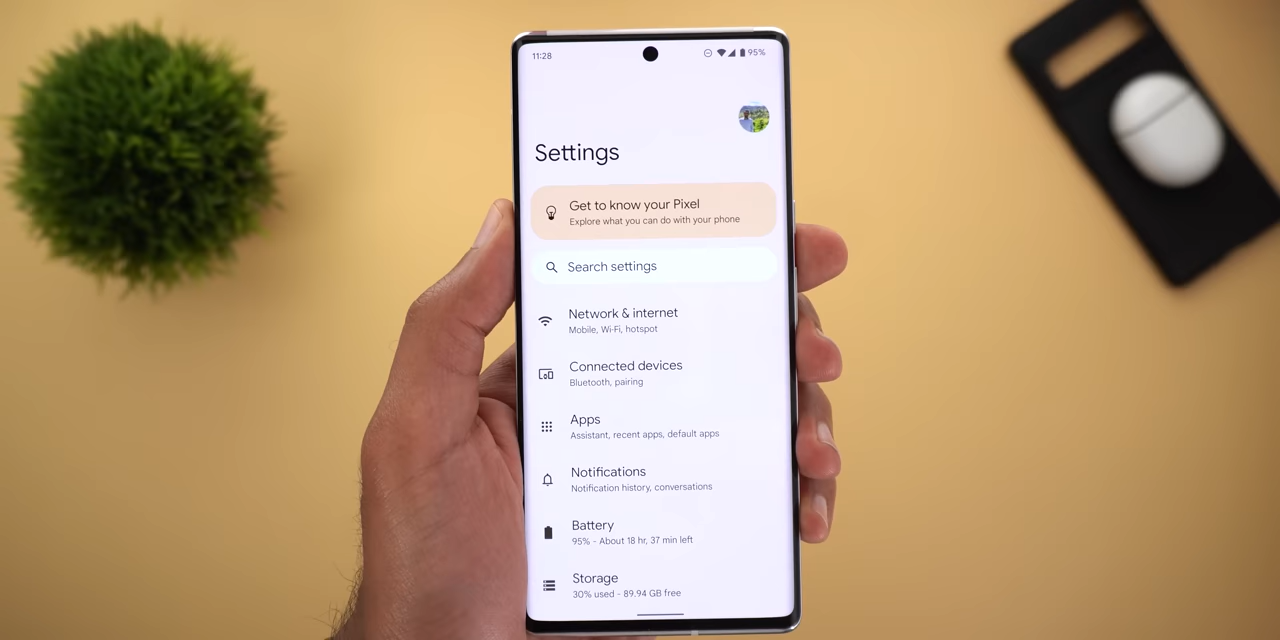 11:28
95%
Settings
Get to know your Pixel
Explore what you can do with your phone
Search settings
Network & internet
Mobile, Wi-Fi, hotspot
Connected devices
Bluetooth, pairing
Apps
Assistant, recent apps, default apps
Notifications
Notification history, conversations
Battery
95% - About 18 hr, 37 min left
Storage
30% used - 89.94 GB free